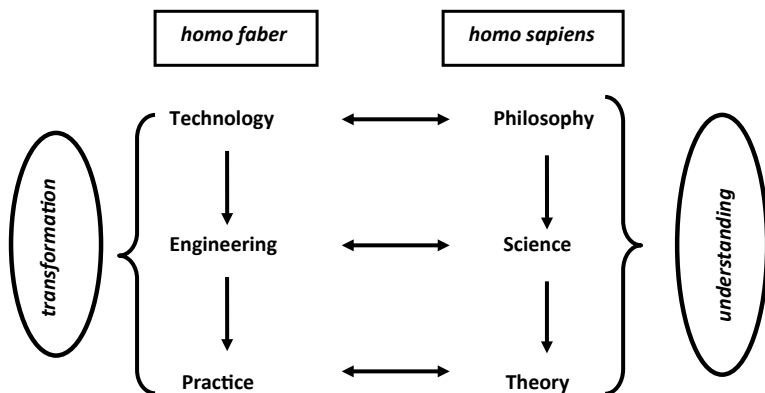 homo faber
homo sapiens
Technology
Philosophy
transformation
Engineering
Science
understanding
Practice
Theory